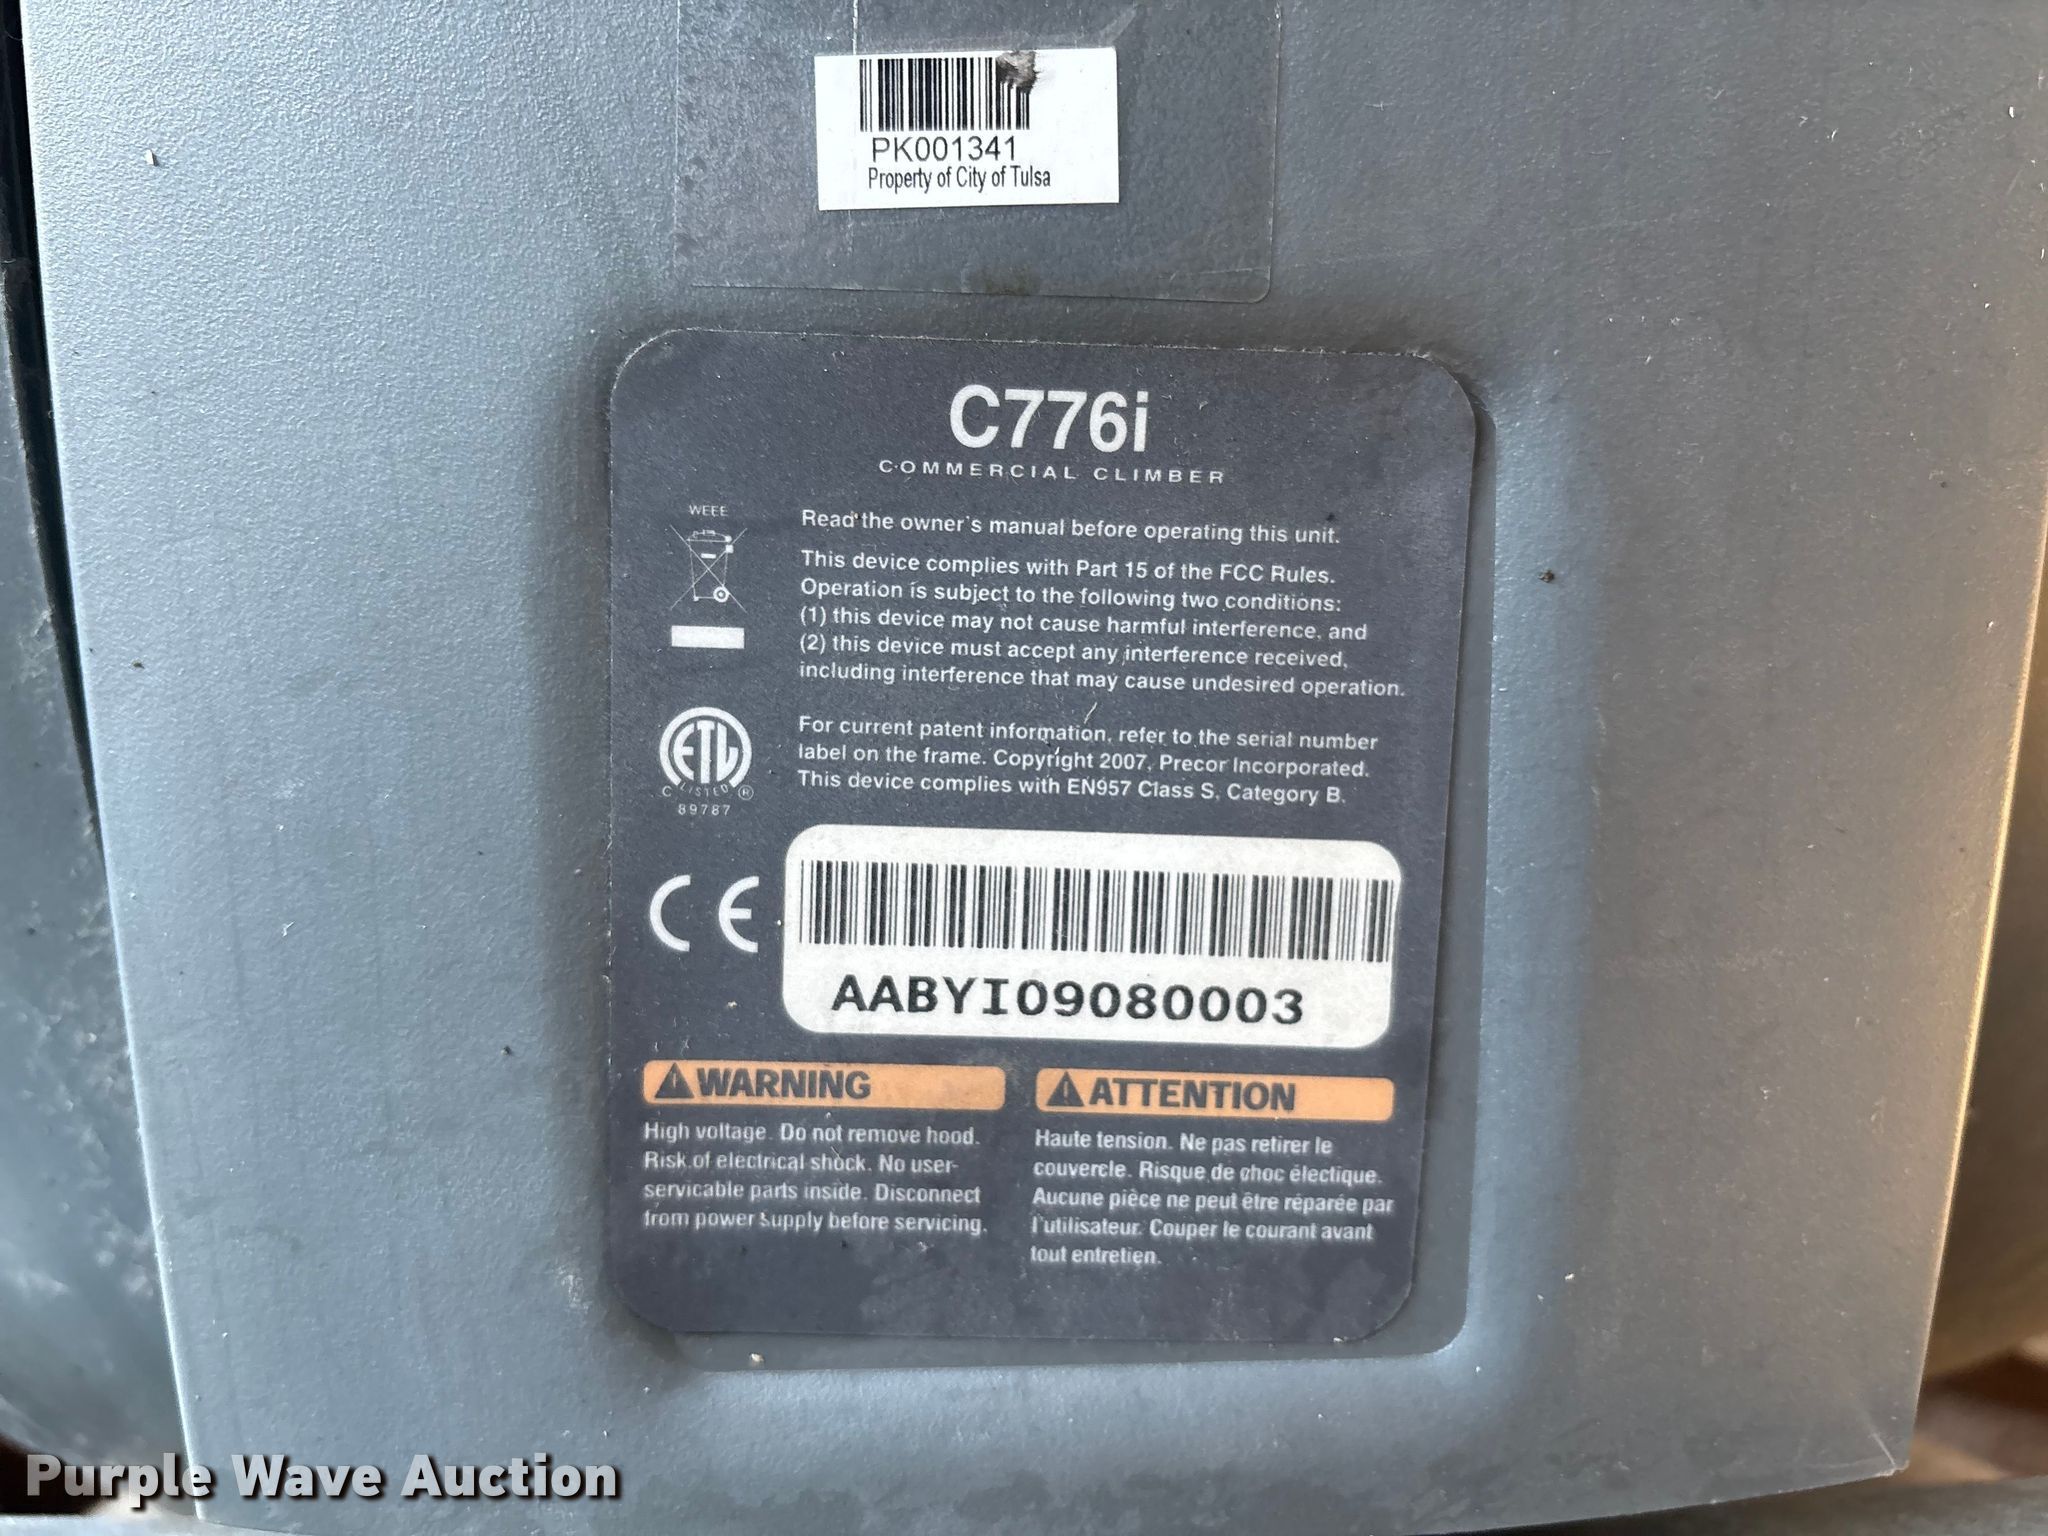 PK001341
Property of City of Tulsa
C776i
COMMERCIAL CLIMBER
WEEE
Read the owner's manual before operating this unit.
This device complies with Part 15 of the FCC Rules.
Operation is subject to the following two conditions:
(1) this device may not cause harmful interference, and
(2) this device must accept any interference received,
including interference that may cause undesired operation.
ETL
C LISTED ®
89787
For current patent information, refer to the serial number
label on the frame. Copyright 2007, Precor Incorporated.
This device complies with EN957 Class S, Category B.
CE
AABYI09080003
WARNING
High voltage. Do not remove hood.
Risk of electrical shock. No user-
servicable parts inside. Disconnect
from power supply before servicing.
ATTENTION
Haute tension. Ne pas retirer le
couvercle. Risque de choc électique.
Aucune pièce ne peut être réparée par
l'utilisateur. Couper le courant avant
tout entretien.
Purple Wave Auction